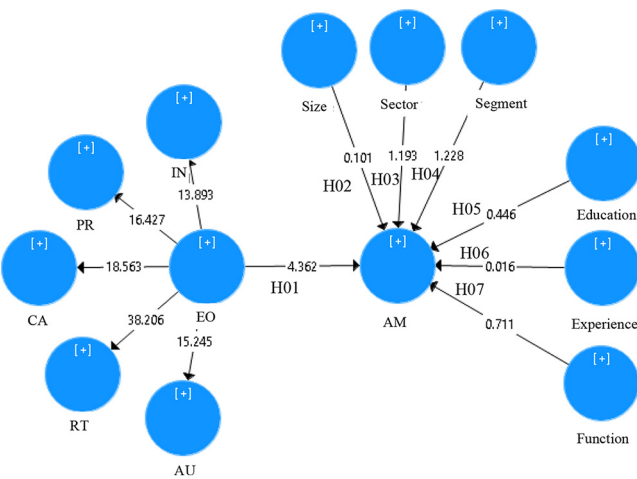 [+]
[+]
[+]
Size
Sector
Segment
[+]
IN
[+]
PR
13.893
16.427
0.101
1.193
1.228
H02
H03
H04
[+]
Education
H05
0.446
[+]
CA
18.563
[+]
EO
4.362
H01
[+]
AM
H06
0.016
[+]
Experience
H07
0.711
38.206
15.245
[+]
RT
[+]
AU
[+]
Function